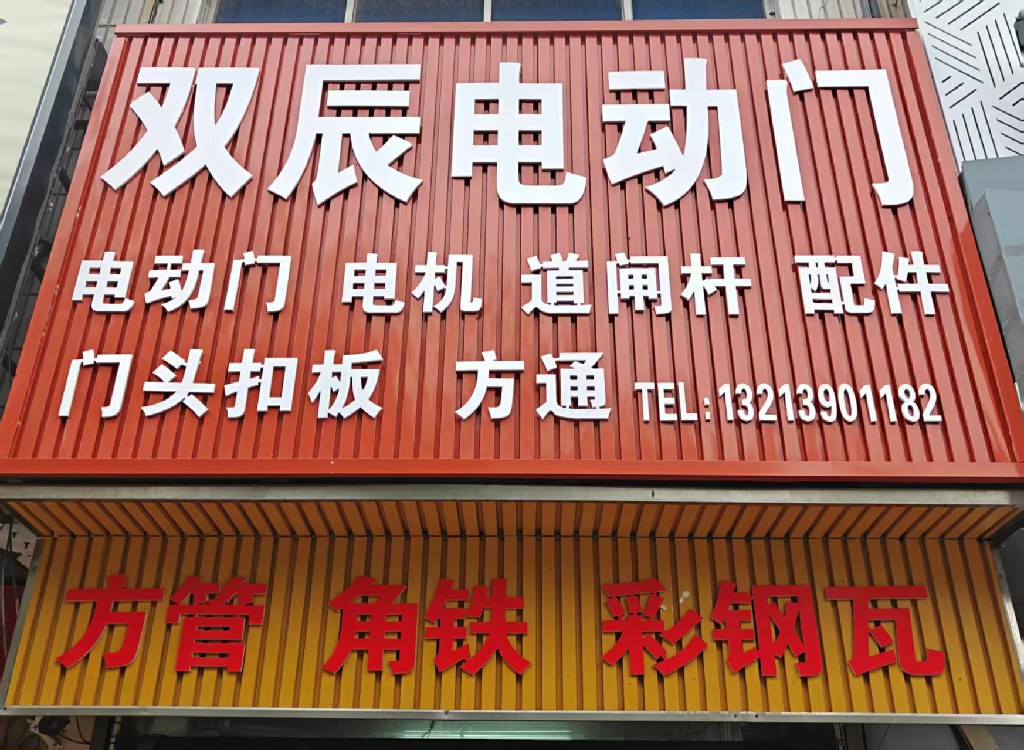 双辰电动门
电动门 电机 道闸杆 配件
门头扣板 方通 TEL:13213901182
方管 角铁 彩钢瓦